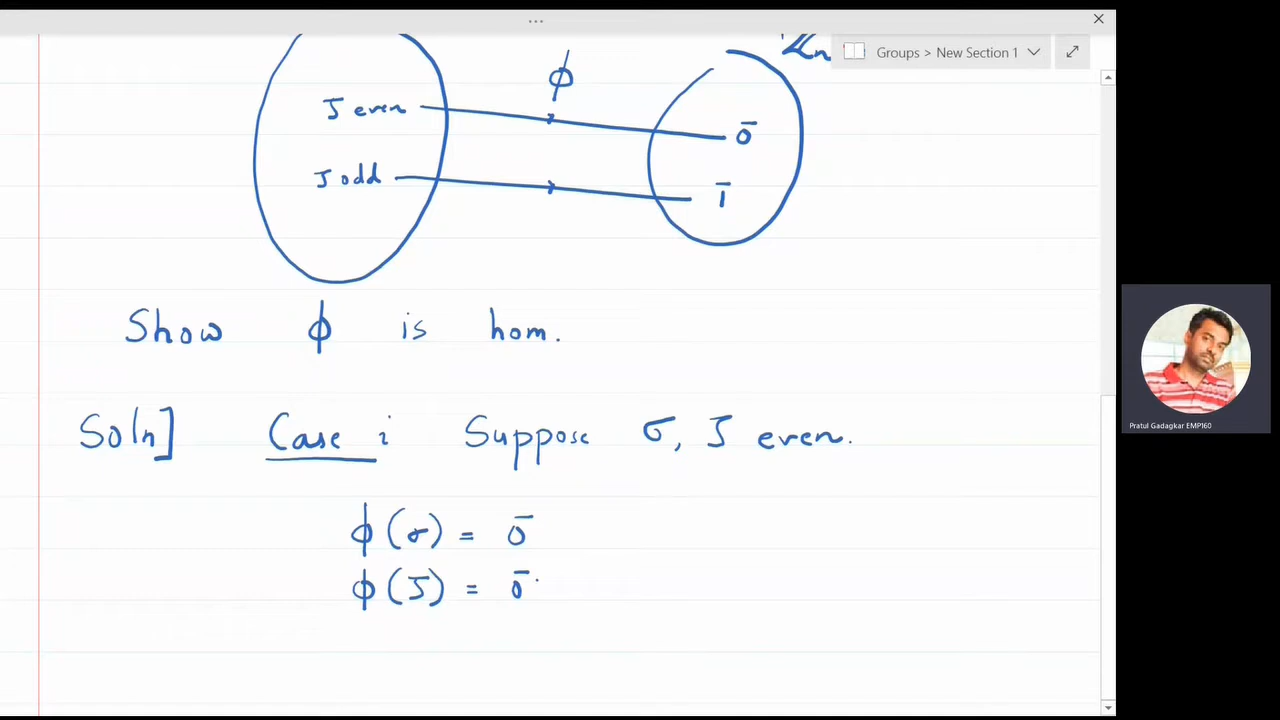 Groups > New Section 1
ϕ
J even
0̄
J odd
1̄
Show ϕ is hom.
Soln] Case i Suppose σ, J even.
ϕ(σ) = 0̄
ϕ(J) = 0̄
Pratul Gadagkar EMP160